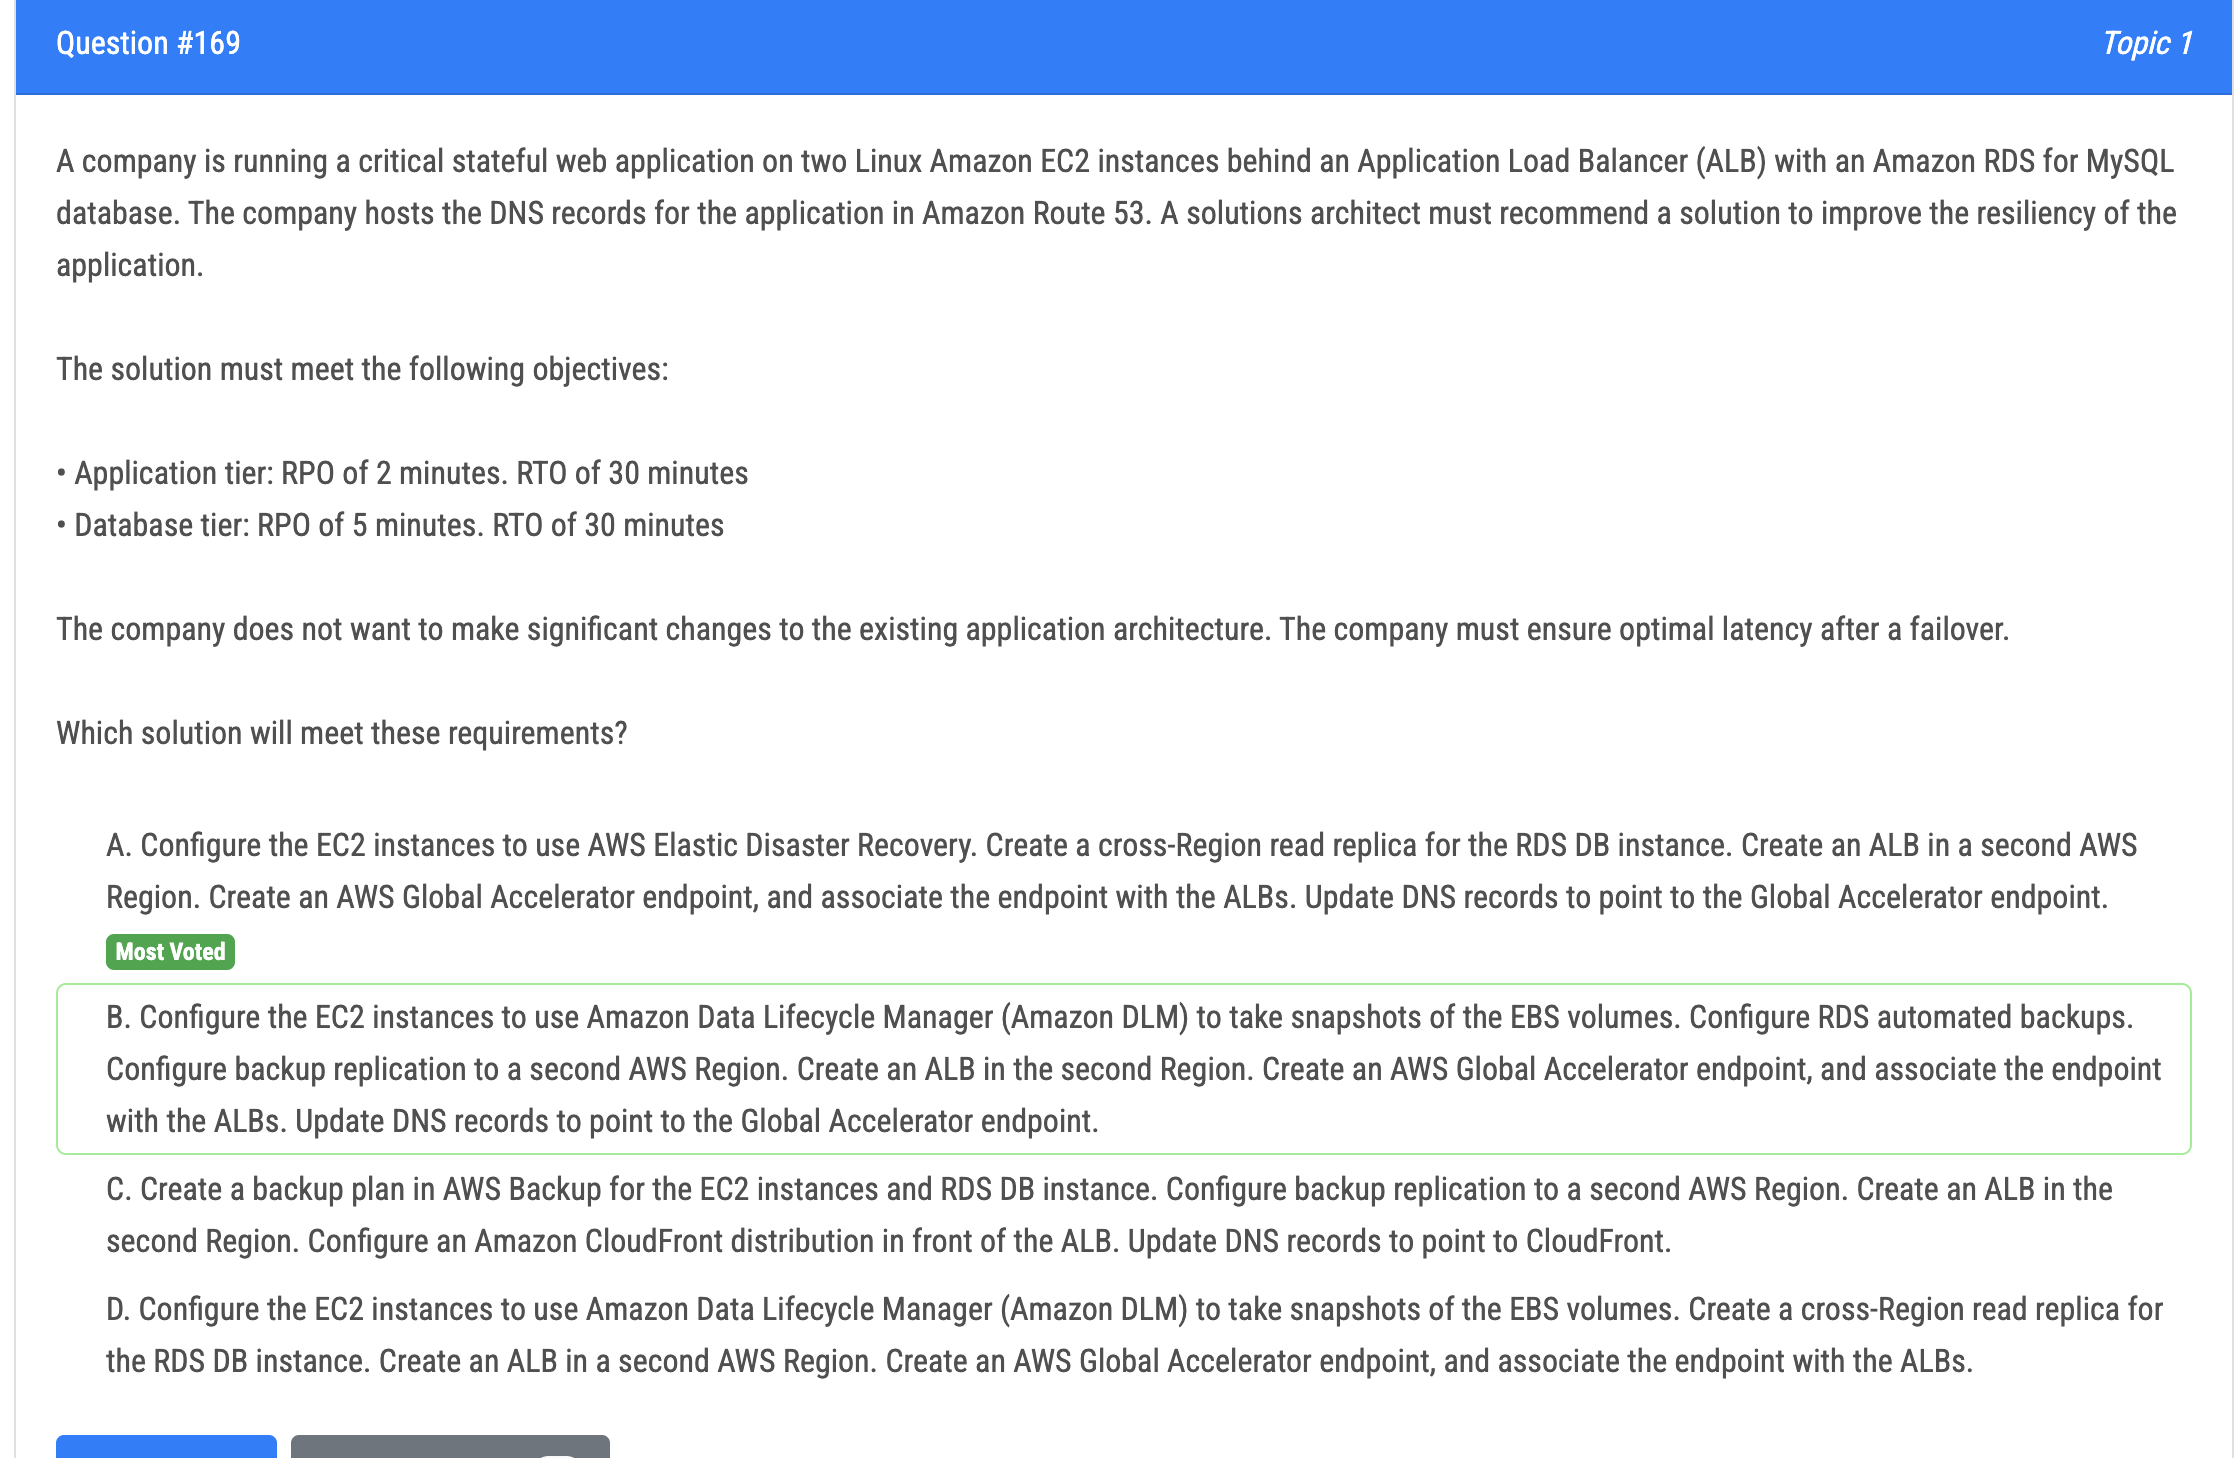 Question #169
Topic 1
A company is running a critical stateful web application on two Linux Amazon EC2 instances behind an Application Load Balancer (ALB) with an Amazon RDS for MySQL
database. The company hosts the DNS records for the application in Amazon Route 53. A solutions architect must recommend a solution to improve the resiliency of the
application.
The solution must meet the following objectives:
• Application tier: RPO of 2 minutes. RTO of 30 minutes
• Database tier: RPO of 5 minutes. RTO of 30 minutes
The company does not want to make significant changes to the existing application architecture. The company must ensure optimal latency after a failover.
Which solution will meet these requirements?
A. Configure the EC2 instances to use AWS Elastic Disaster Recovery. Create a cross-Region read replica for the RDS DB instance. Create an ALB in a second AWS
Region. Create an AWS Global Accelerator endpoint, and associate the endpoint with the ALBs. Update DNS records to point to the Global Accelerator endpoint.
Most Voted
B. Configure the EC2 instances to use Amazon Data Lifecycle Manager (Amazon DLM) to take snapshots of the EBS volumes. Configure RDS automated backups.
Configure backup replication to a second AWS Region. Create an ALB in the second Region. Create an AWS Global Accelerator endpoint, and associate the endpoint
with the ALBs. Update DNS records to point to the Global Accelerator endpoint.
C. Create a backup plan in AWS Backup for the EC2 instances and RDS DB instance. Configure backup replication to a second AWS Region. Create an ALB in the
second Region. Configure an Amazon CloudFront distribution in front of the ALB. Update DNS records to point to CloudFront.
D. Configure the EC2 instances to use Amazon Data Lifecycle Manager (Amazon DLM) to take snapshots of the EBS volumes. Create a cross-Region read replica for
the RDS DB instance. Create an ALB in a second AWS Region. Create an AWS Global Accelerator endpoint, and associate the endpoint with the ALBs.